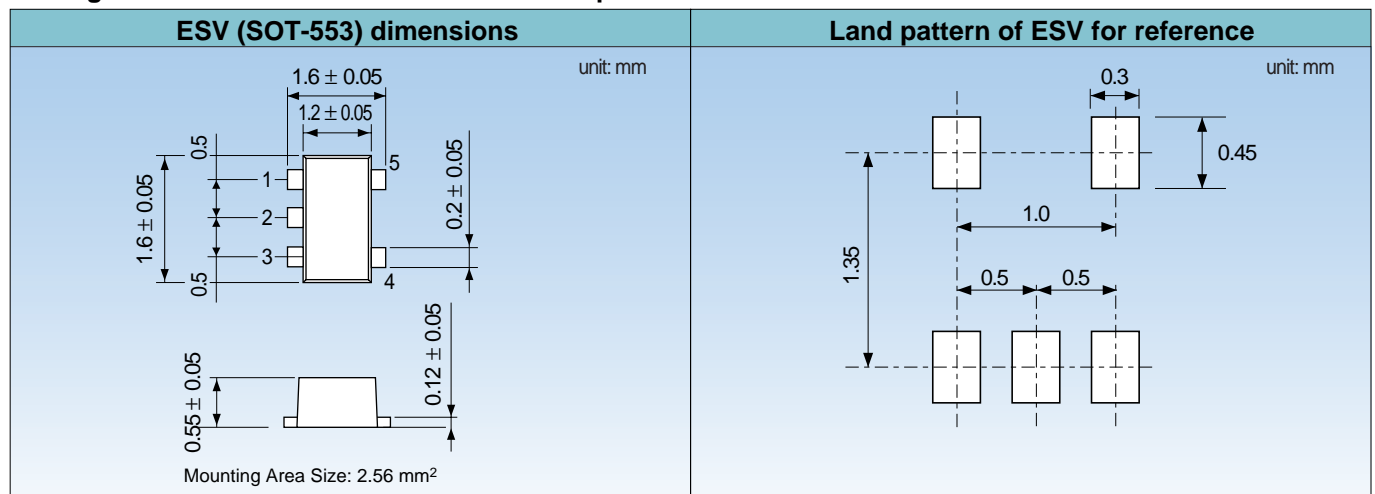 ESV (SOT-553) dimensions
unit: mm
1.6 ± 0.05
1.2 ± 0.05
0.5
1.6 ± 0.05
0.5
1
2
3
5
4
0.2 ± 0.05
0.55 ± 0.05
0.12 ± 0.05
Mounting Area Size: 2.56 mm²
Land pattern of ESV for reference
unit: mm
0.3
0.45
1.0
1.35
0.5
0.5